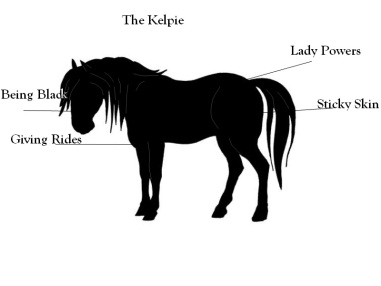 The Kelpie
Lady Powers
Being Black
Sticky Skin
Giving Rides